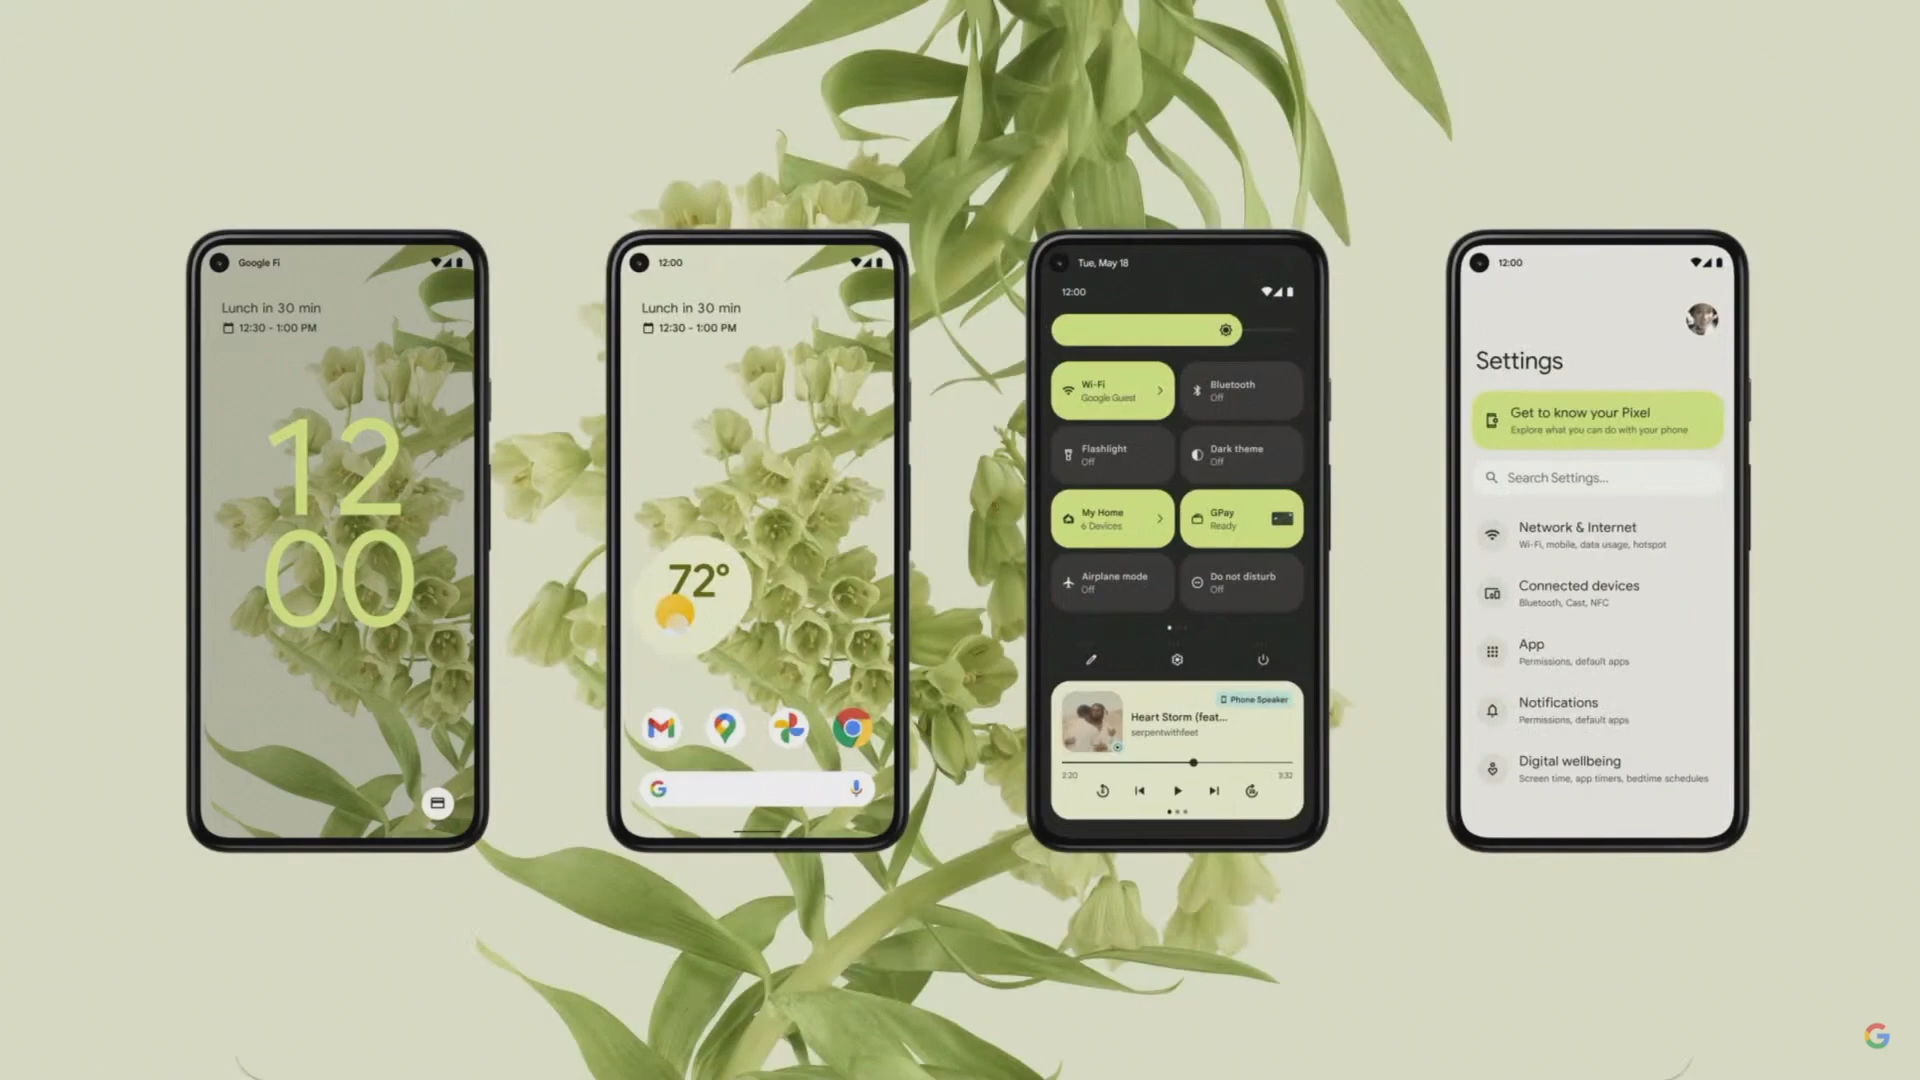 Google Fi
Lunch in 30 min
12:30 - 1:00 PM
12
00
12:00
Lunch in 30 min
12:30 - 1:00 PM
72°
G
Tue, May 18
12:00
Wi-Fi
Google Guest
Bluetooth
Off
Flashlight
Off
Dark theme
Off
My Home
6 Devices
GPay
Ready
Airplane mode
Off
Do not disturb
Off
Phone Speaker
Heart Storm (feat...
serpentwithfeet
2:20
3:32
12:00
Settings
Get to know your Pixel
Explore what you can do with your phone
Search Settings...
Network & Internet
Wi-Fi, mobile, data usage, hotspot
Connected devices
Bluetooth, Cast, NFC
App
Permissions, default apps
Notifications
Permissions, default apps
Digital wellbeing
Screen time, app timers, bedtime schedules
G